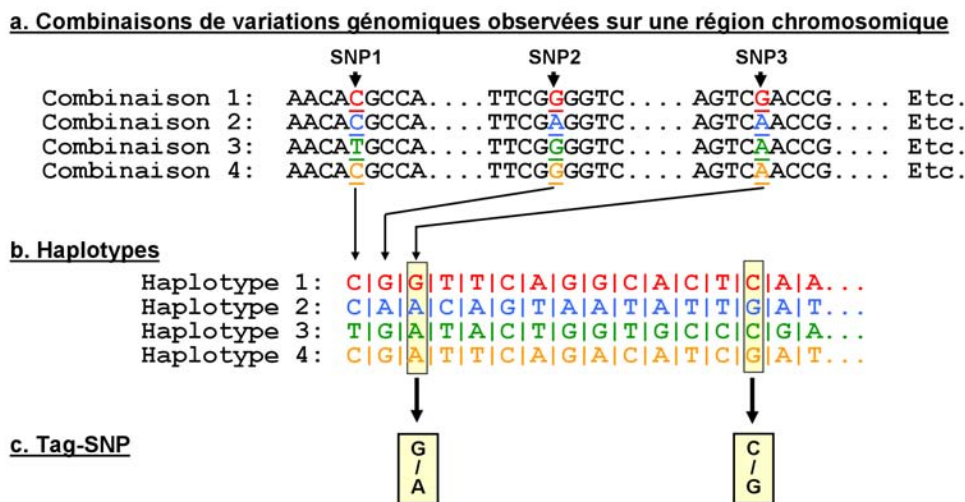 a. Combinaisons de variations génomiques observées sur une région chromosomique
SNP1 SNP2 SNP3
Combinaison 1: AACACGCCA....TTCGGGGTC....AGTCGACCG.... Etc.
Combinaison 2: AACACGCCA....TTCGAGGTC....AGTCAACCG.... Etc.
Combinaison 3: AACATGCCA....TTCGGGGTC....AGTCAACCG.... Etc.
Combinaison 4: AACACGCCA....TTCGGGGTC....AGTCAACCG.... Etc.
b. Haplotypes
Haplotype 1: C|G|G|T|T|C|A|G|G|C|A|C|T|C|A|A...
Haplotype 2: C|A|A|C|A|G|T|A|A|T|A|T|T|G|A|T...
Haplotype 3: T|G|A|T|A|C|T|G|G|T|G|C|C|C|G|A...
Haplotype 4: C|G|A|T|T|C|A|G|A|C|A|T|C|G|A|T...
c. Tag-SNP
G/A C/G